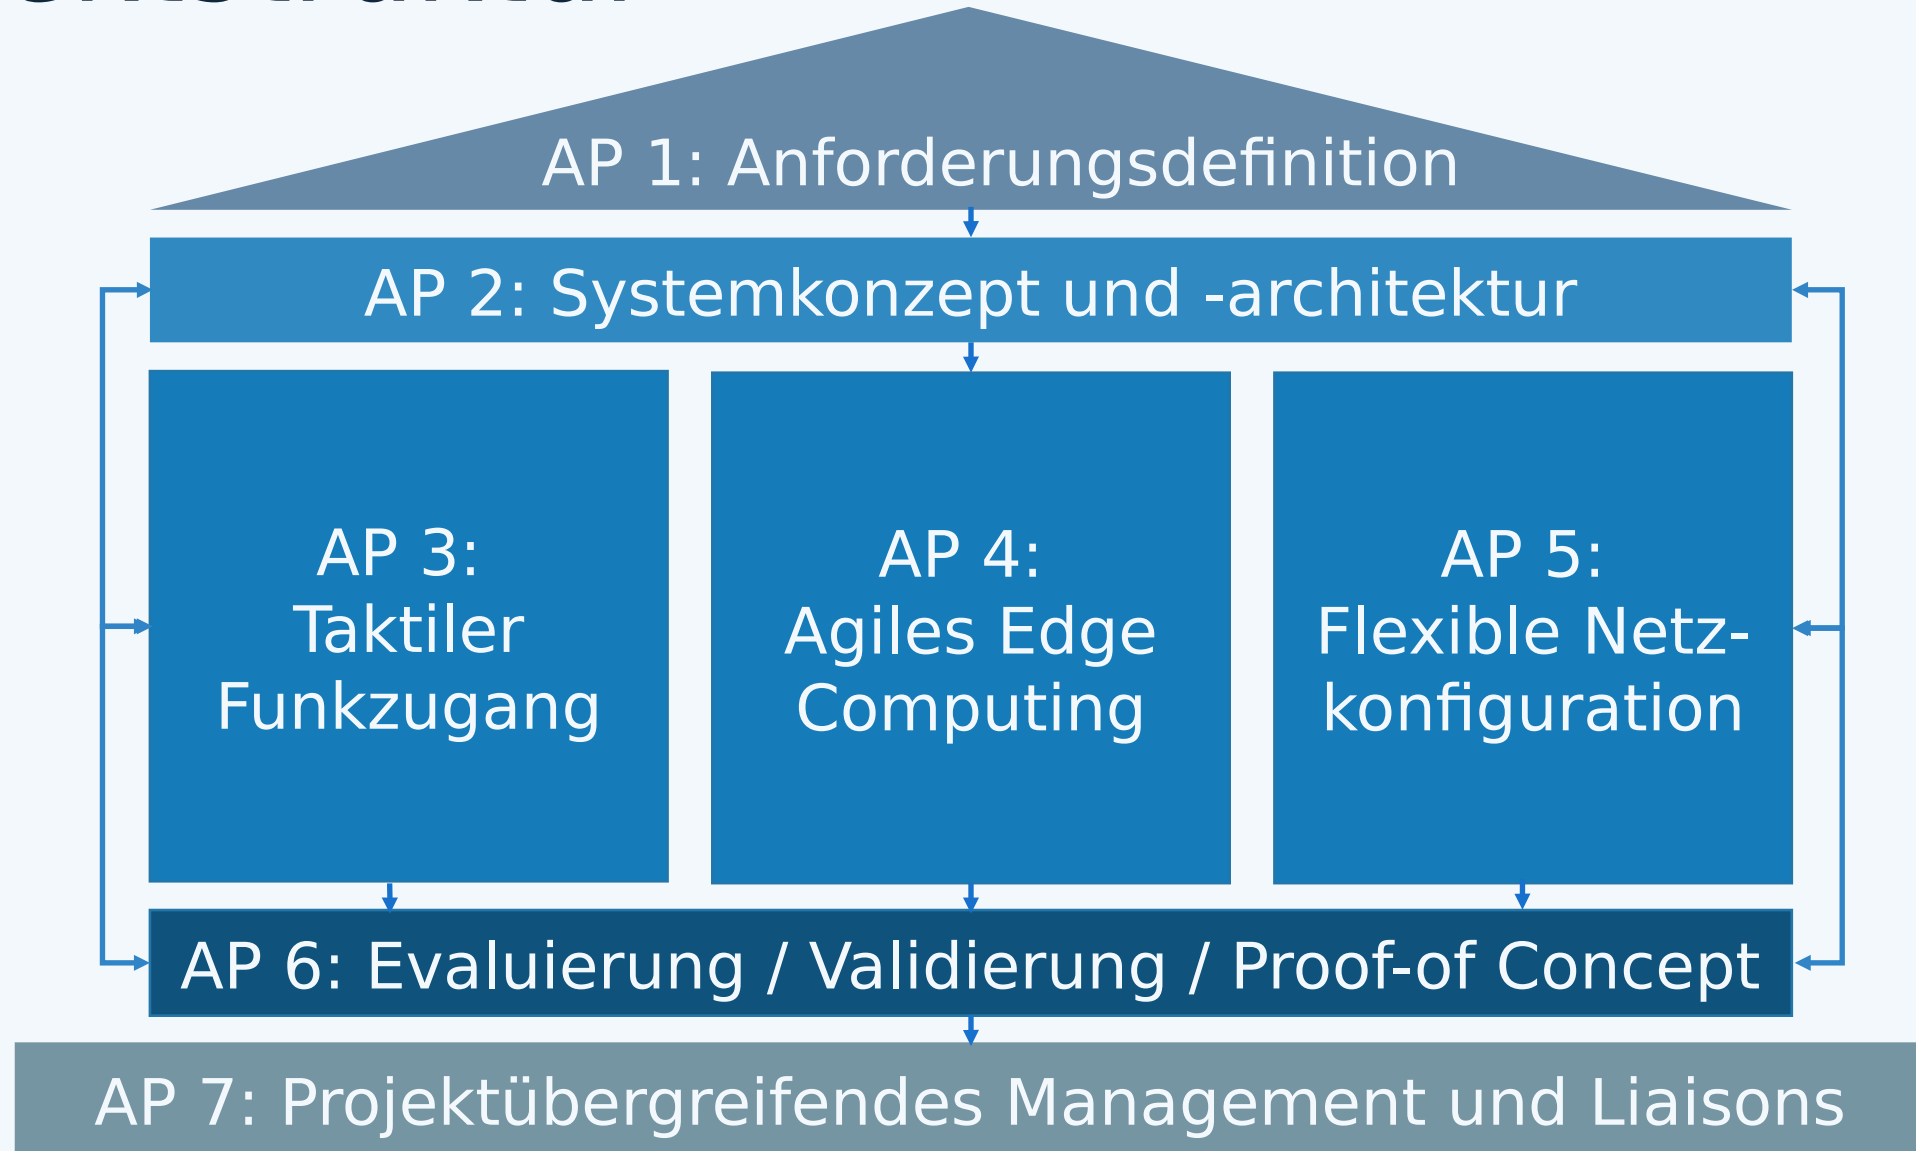 AP 1: Anforderungsdefinition
AP 2: Systemkonzept und -architektur
AP 3:
Taktiler
Funkzugang
AP 4:
Agiles Edge
Computing
AP 5:
Flexible Netz-
konfiguration
AP 6: Evaluierung / Validierung / Proof-of Concept
AP 7: Projektübergreifendes Management und Liaisons